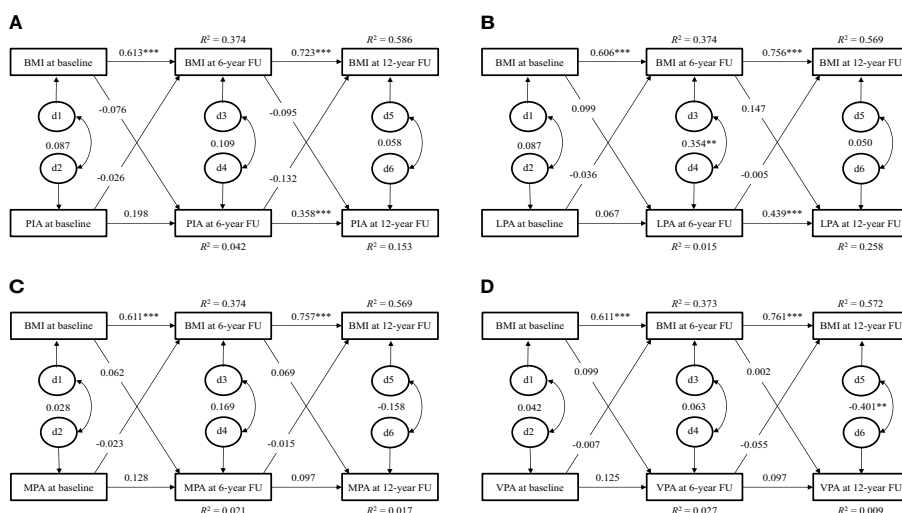 A
R² = 0.374 R² = 0.586
BMI at baseline 0.613*** BMI at 6-year FU 0.723*** BMI at 12-year FU
-0.076 -0.095
d1 d3 d5
0.087 0.109 0.058
d2 d4 d6
-0.026 -0.132
PIA at baseline 0.198 PIA at 6-year FU 0.358*** PIA at 12-year FU
R² = 0.042 R² = 0.153
B
R² = 0.374 R² = 0.569
BMI at baseline 0.606*** BMI at 6-year FU 0.756*** BMI at 12-year FU
0.099 0.147
d1 d3 d5
0.087 0.354** 0.050
d2 d4 d6
-0.036 -0.005
LPA at baseline 0.067 LPA at 6-year FU 0.439*** LPA at 12-year FU
R² = 0.015 R² = 0.258
C
R² = 0.374 R² = 0.569
BMI at baseline 0.611*** BMI at 6-year FU 0.757*** BMI at 12-year FU
0.062 0.069
d1 d3 d5
0.028 0.169 -0.158
d2 d4 d6
-0.023 -0.015
MPA at baseline 0.128 MPA at 6-year FU 0.097 MPA at 12-year FU
R² = 0.021 R² = 0.017
D
R² = 0.373 R² = 0.572
BMI at baseline 0.611*** BMI at 6-year FU 0.761*** BMI at 12-year FU
0.099 0.002
d1 d3 d5
0.042 0.063 -0.401**
d2 d4 d6
-0.007 -0.055
VPA at baseline 0.125 VPA at 6-year FU 0.097 VPA at 12-year FU
R² = 0.027 R² = 0.009